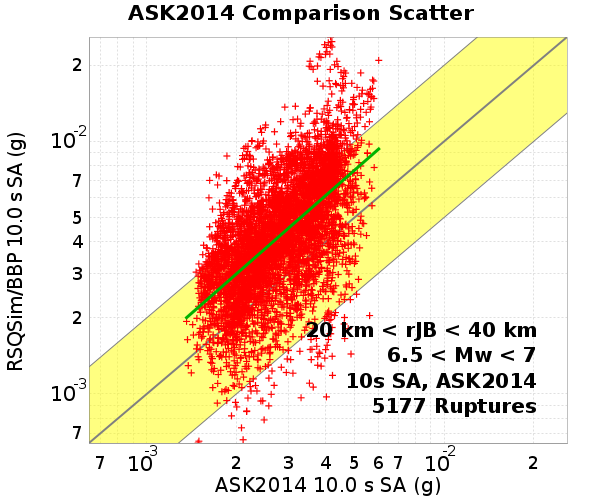 ASK2014 Comparison Scatter
RSQSim/BBP 10.0 s SA (g)
2
10-2
7
5
4
3
2
10-3
7
20 km < rJB < 40 km
6.5 < Mw < 7
10s SA, ASK2014
5177 Ruptures
7 10-3 2 3 4 5 6 7 10-2 2
ASK2014 10.0 s SA (g)